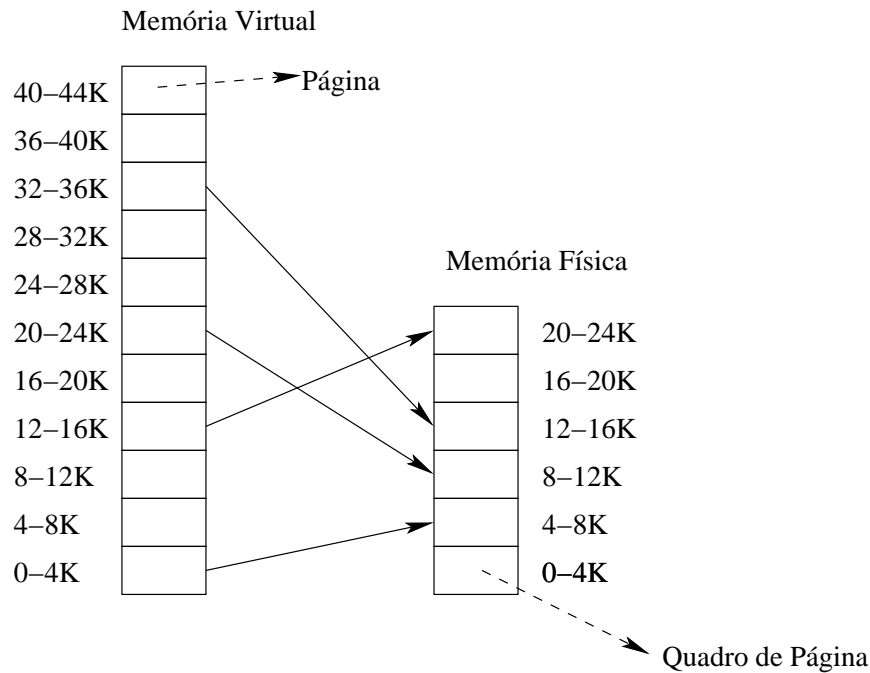 Memória Virtual
40–44K
Página
36–40K
32–36K
28–32K
24–28K
20–24K
16–20K
12–16K
8–12K
4–8K
0–4K
Memória Física
20–24K
16–20K
12–16K
8–12K
4–8K
0–4K
Quadro de Página